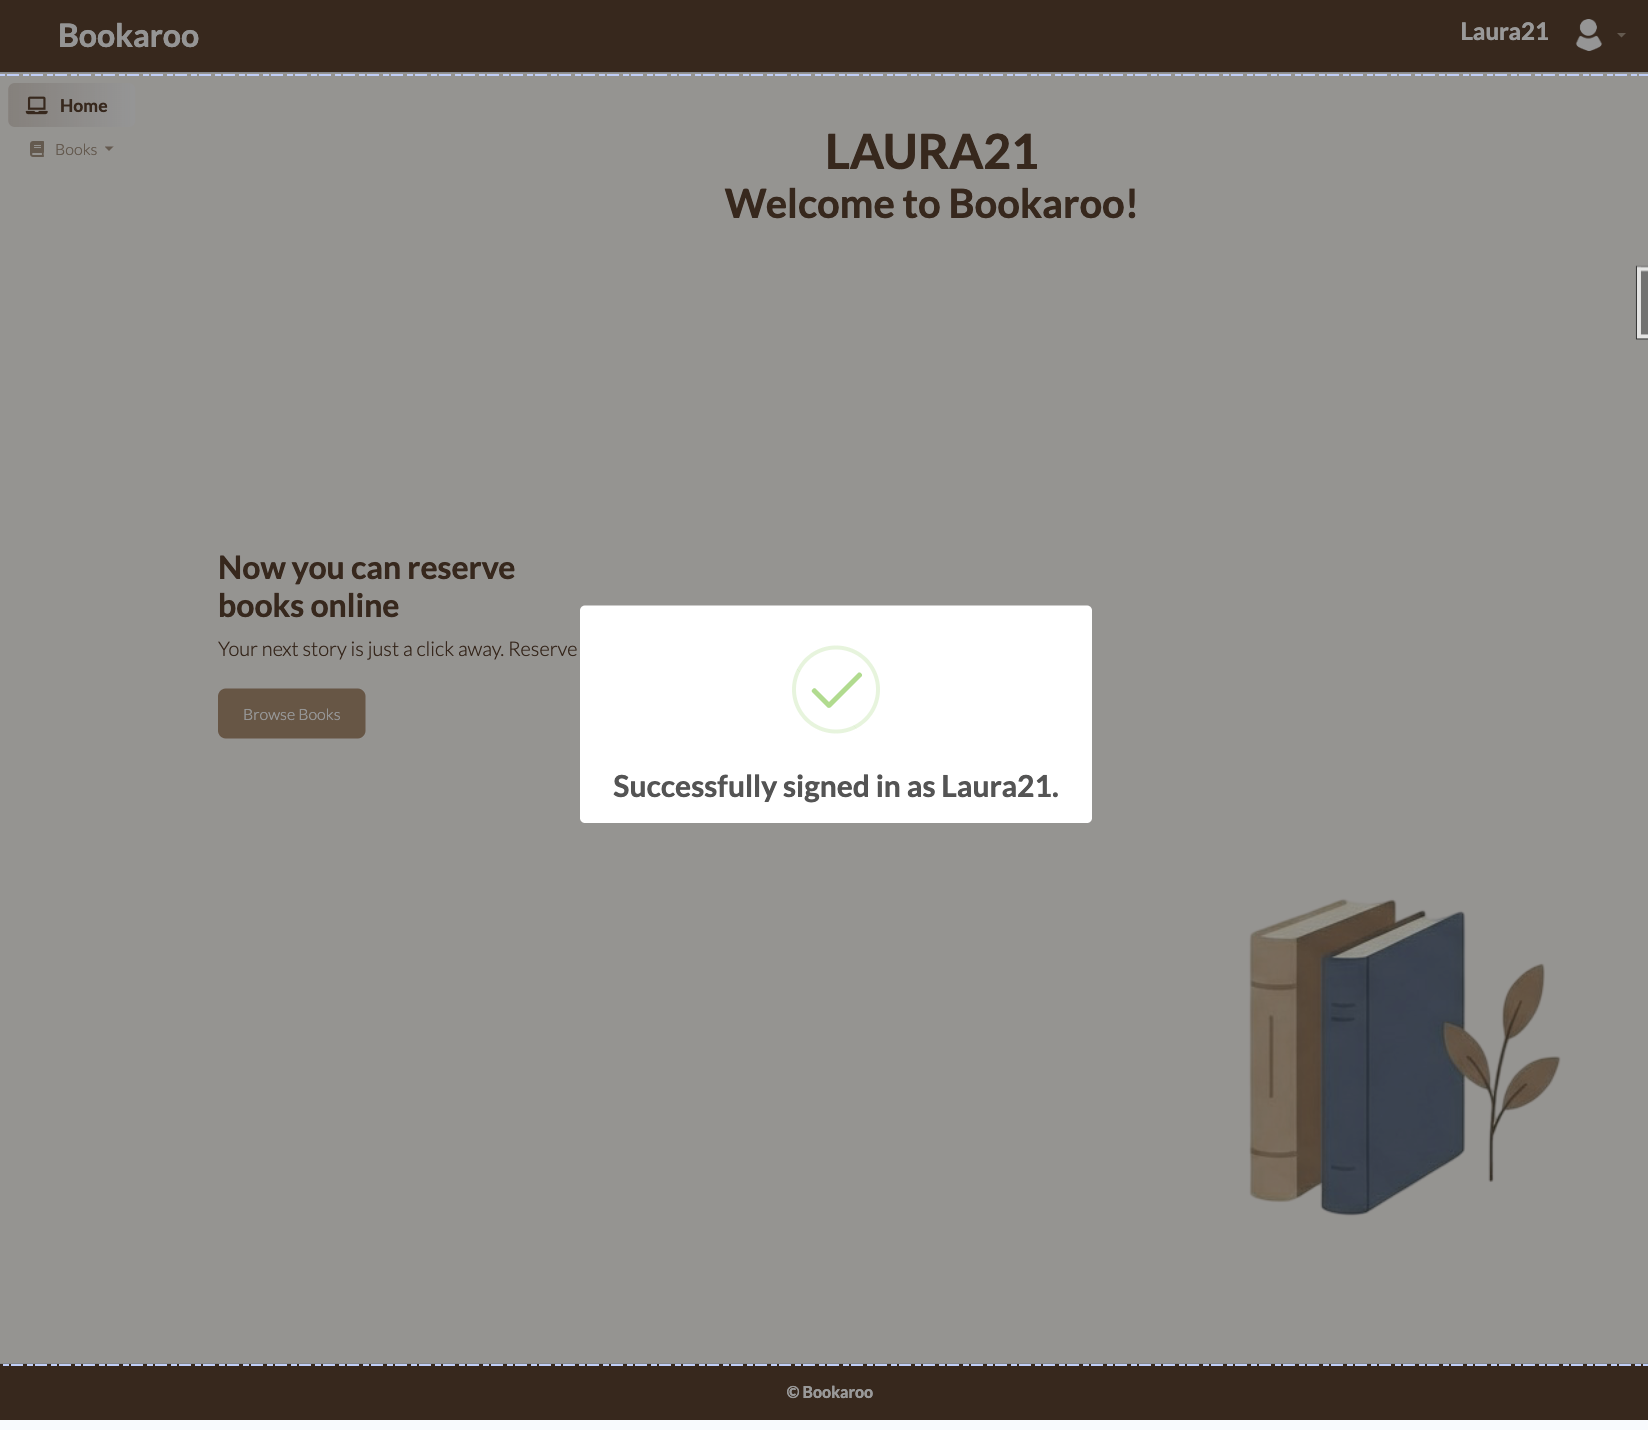 Bookaroo
Laura21
Home
Books
LAURA21
Welcome to Bookaroo!
Now you can reserve
books online
Your next story is just a click away. Reserve
Browse Books
Successfully signed in as Laura21.
© Bookaroo